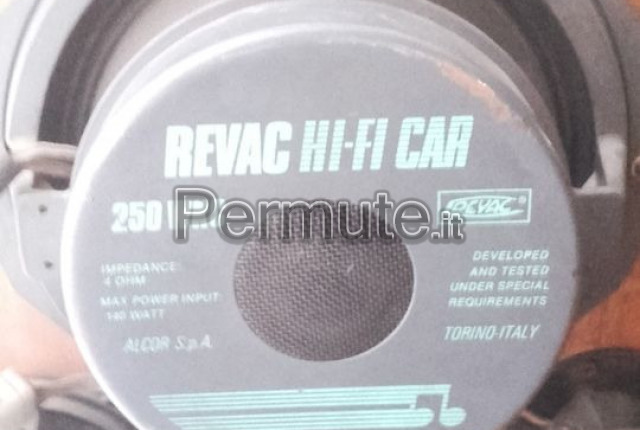 REVAC HI-FI CAR
250
REVAC®
Permute.it
IMPEDANCE:
4 OHM
MAX POWER INPUT:
140 WATT
ALCOR S.p.A.
DEVELOPED
AND TESTED
UNDER SPECIAL
REQUIREMENTS
TORINO-ITALY